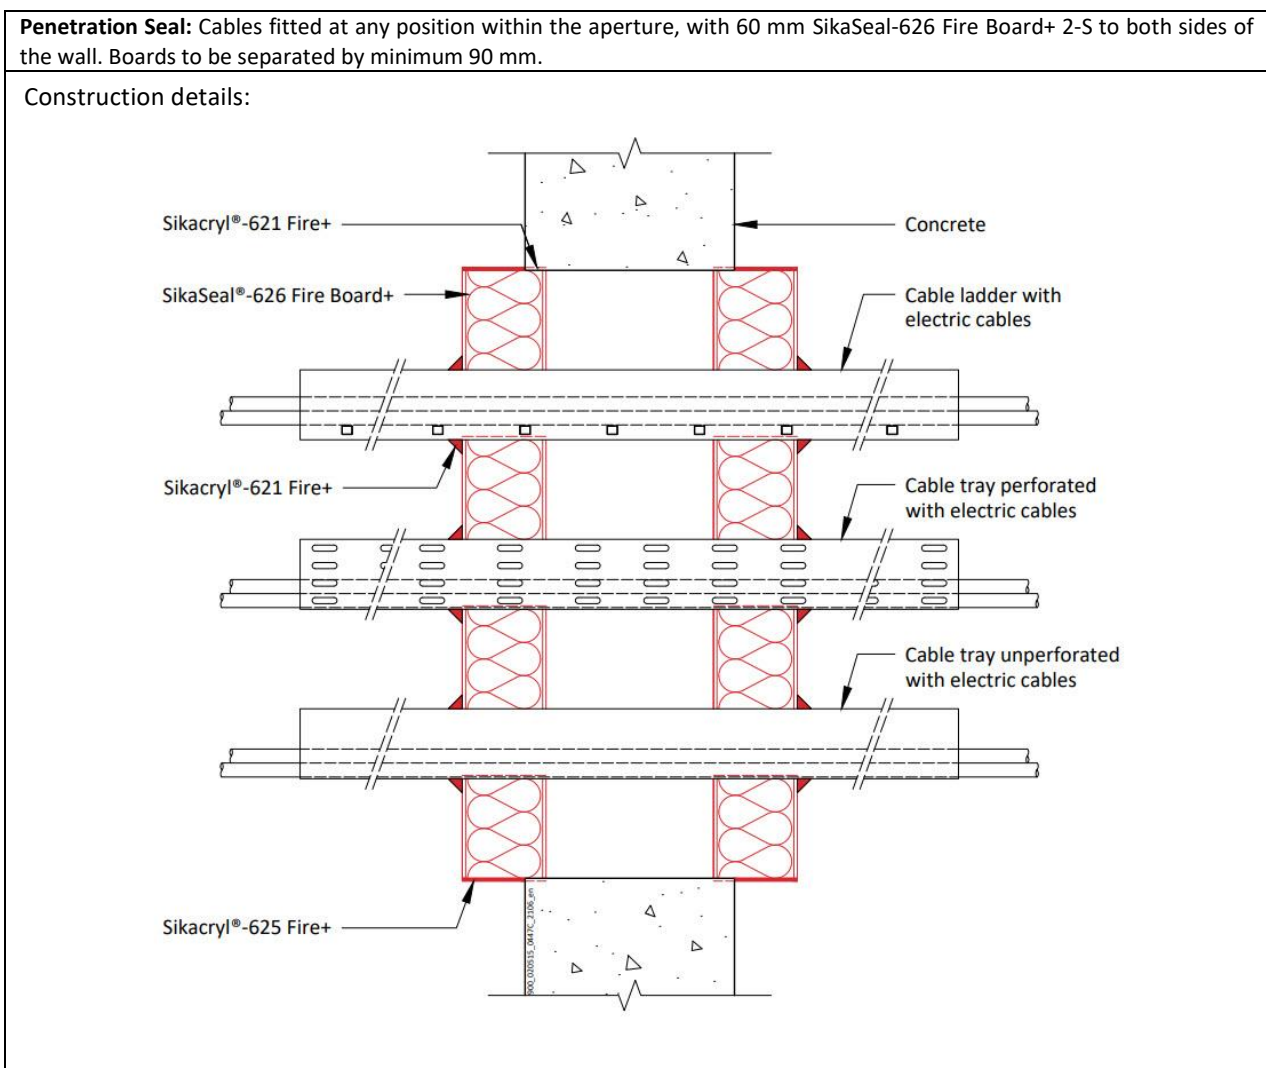 Penetration Seal: Cables fitted at any position within the aperture, with 60 mm SikaSeal-626 Fire Board+ 2-S to both sides of
the wall. Boards to be separated by minimum 90 mm.
Construction details:
Sikacryl®-621 Fire+
Concrete
SikaSeal®-626 Fire Board+
Cable ladder with
electric cables
Sikacryl®-621 Fire+
Cable tray perforated
with electric cables
Cable tray unperforated
with electric cables
Sikacryl®-625 Fire+
900_020515_0447C_2106_en